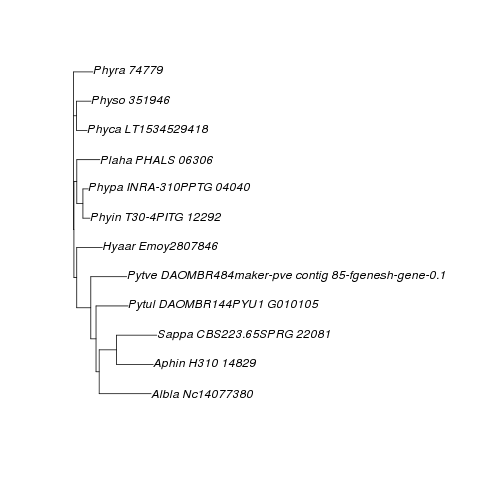 Phyra 74779
Physo 351946
Phyca LT1534529418
Plaha PHALS 06306
Phypa INRA-310PPTG 04040
Phyin T30-4PITG 12292
Hyaar Emoy2807846
Pytve DAOMBR484maker-pve contig 85-fgenesh-gene-0.1
Pytul DAOMBR144PYU1 G010105
Sappa CBS223.65SPRG 22081
Aphin H310 14829
Albla Nc14077380